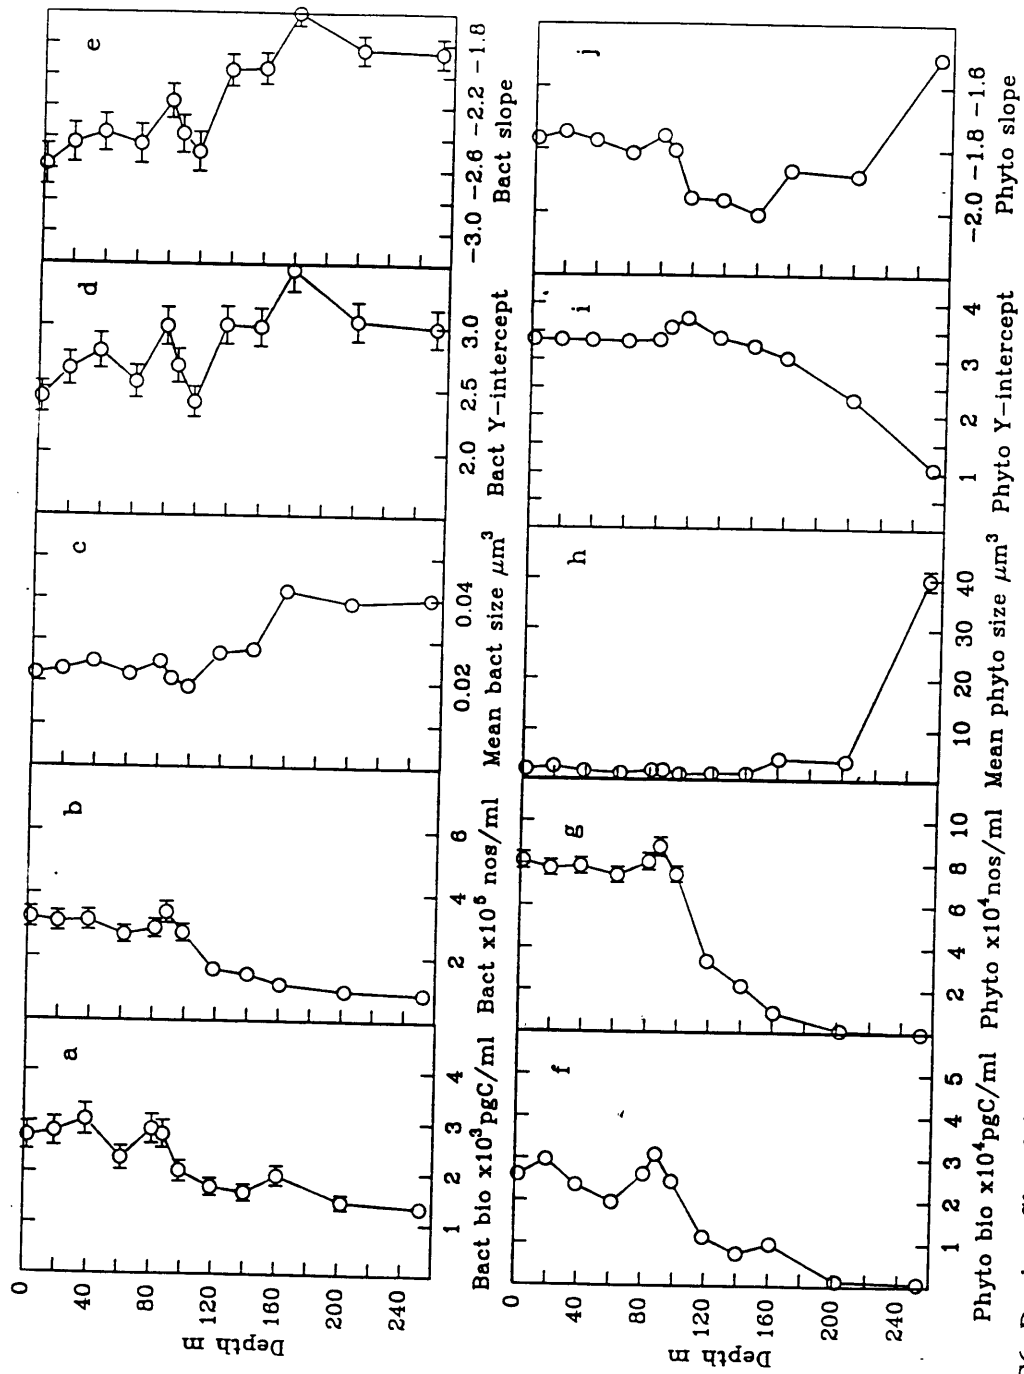 a
b
c
d
e
0
40
80
120
160
200
240
Depth m
1 2 3 4
Bact bio x10³pgC/ml
2 4 6
Bact x10⁵ nos/ml
0.02 0.04
Mean bact size μm³
2.0 2.5 3.0
Bact Y-intercept
-3.0 -2.6 -2.2 -1.8
Bact slope
f
g
h
i
j
0
40
80
120
160
200
240
Depth m
1 2 3 4 5
Phyto bio x10⁴pgC/ml
2 4 6 8 10
Phyto x10⁴nos/ml
10 20 30 40
Mean phyto size μm³
1 2 3 4
Phyto Y-intercept
-2.0 -1.8 -1.6
Phyto slope